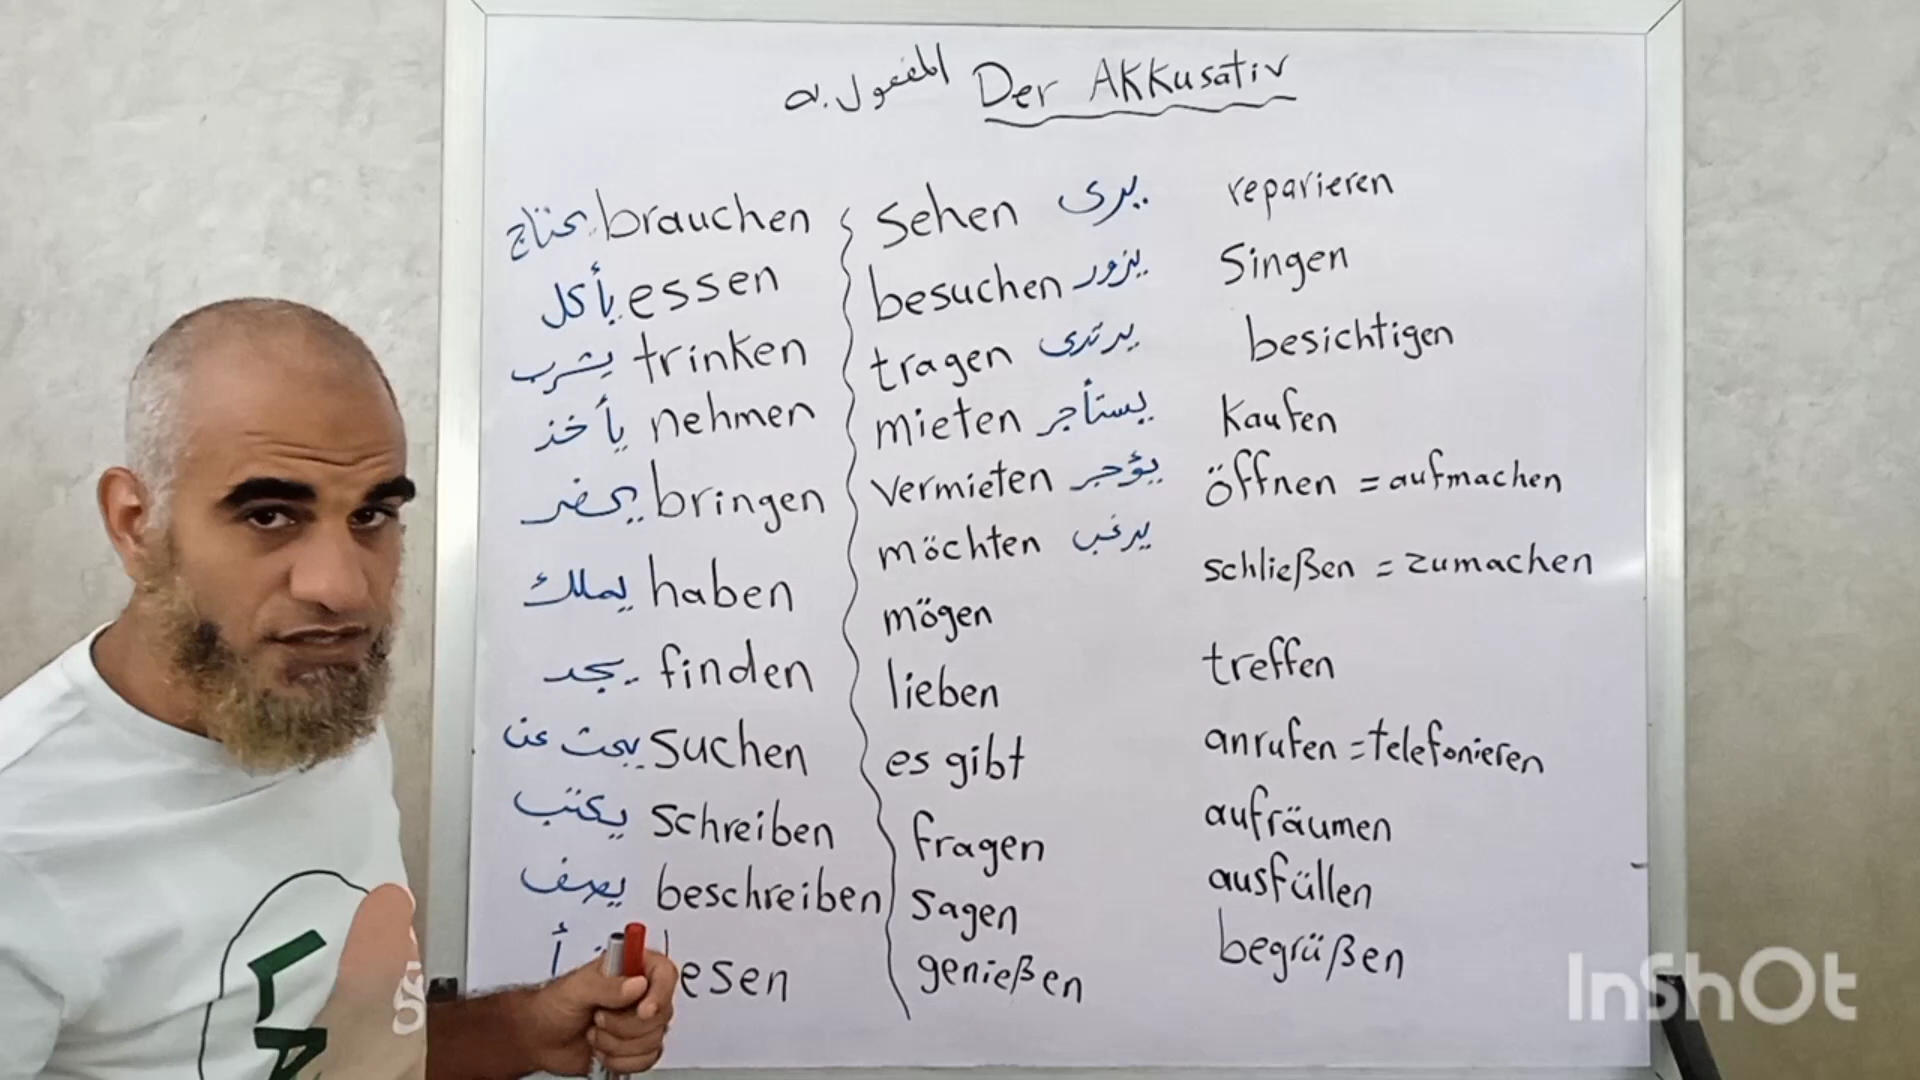 Der Akkusativ المفعول به
brauchen يحتاج
essen يأكل
trinken يشرب
nehmen يأخذ
bringen يحضر
haben يملك
finden يجد
suchen يبحث عن
schreiben يكتب
beschreiben يصف
lesen
sehen يرى
besuchen يزور
tragen يرتدى
mieten يستأجر
vermieten يؤجر
möchten يرغب
mögen
lieben
es gibt
fragen
sagen
genießen
reparieren
singen
besichtigen
kaufen
öffnen = aufmachen
schließen = zumachen
treffen
anrufen = telefonieren
aufräumen
ausfüllen
begrüßen
InShOt